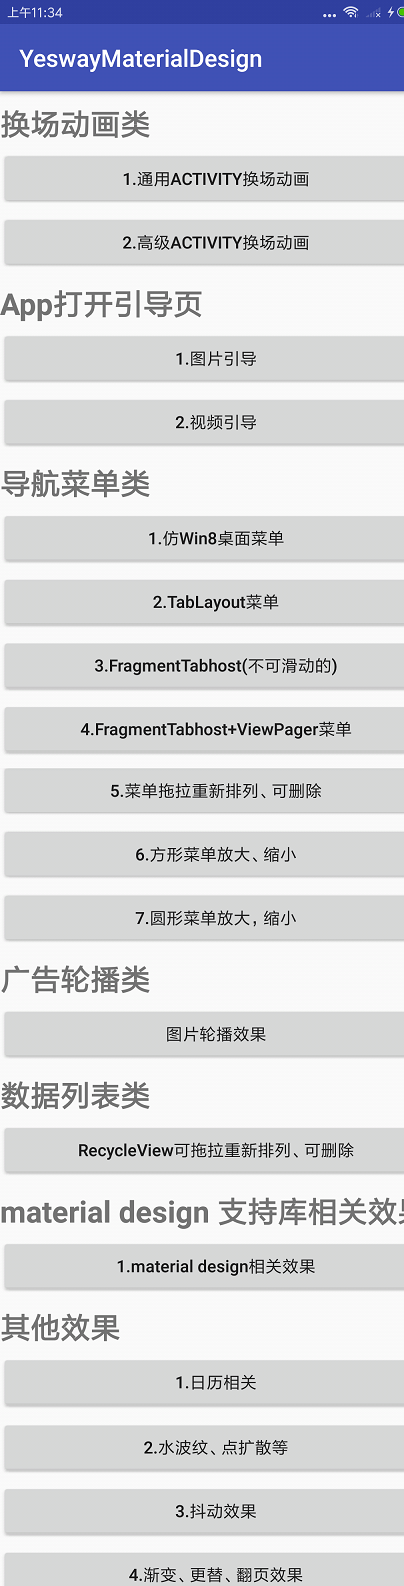 上午11:34
YeswayMaterialDesign
换场动画类
1.通用ACTIVITY换场动画
2.高级ACTIVITY换场动画
App打开引导页
1.图片引导
2.视频引导
导航菜单类
1.仿Win8桌面菜单
2.TabLayout菜单
3.FragmentTabhost(不可滑动的)
4.FragmentTabhost+ViewPager菜单
5.菜单拖拉重新排列、可删除
6.方形菜单放大、缩小
7.圆形菜单放大，缩小
广告轮播类
图片轮播效果
数据列表类
RecycleView可拖拉重新排列、可删除
material design 支持库相关效果
1.material design相关效果
其他效果
1.日历相关
2.水波纹、点扩散等
3.抖动效果
4.渐变、更替、翻页效果